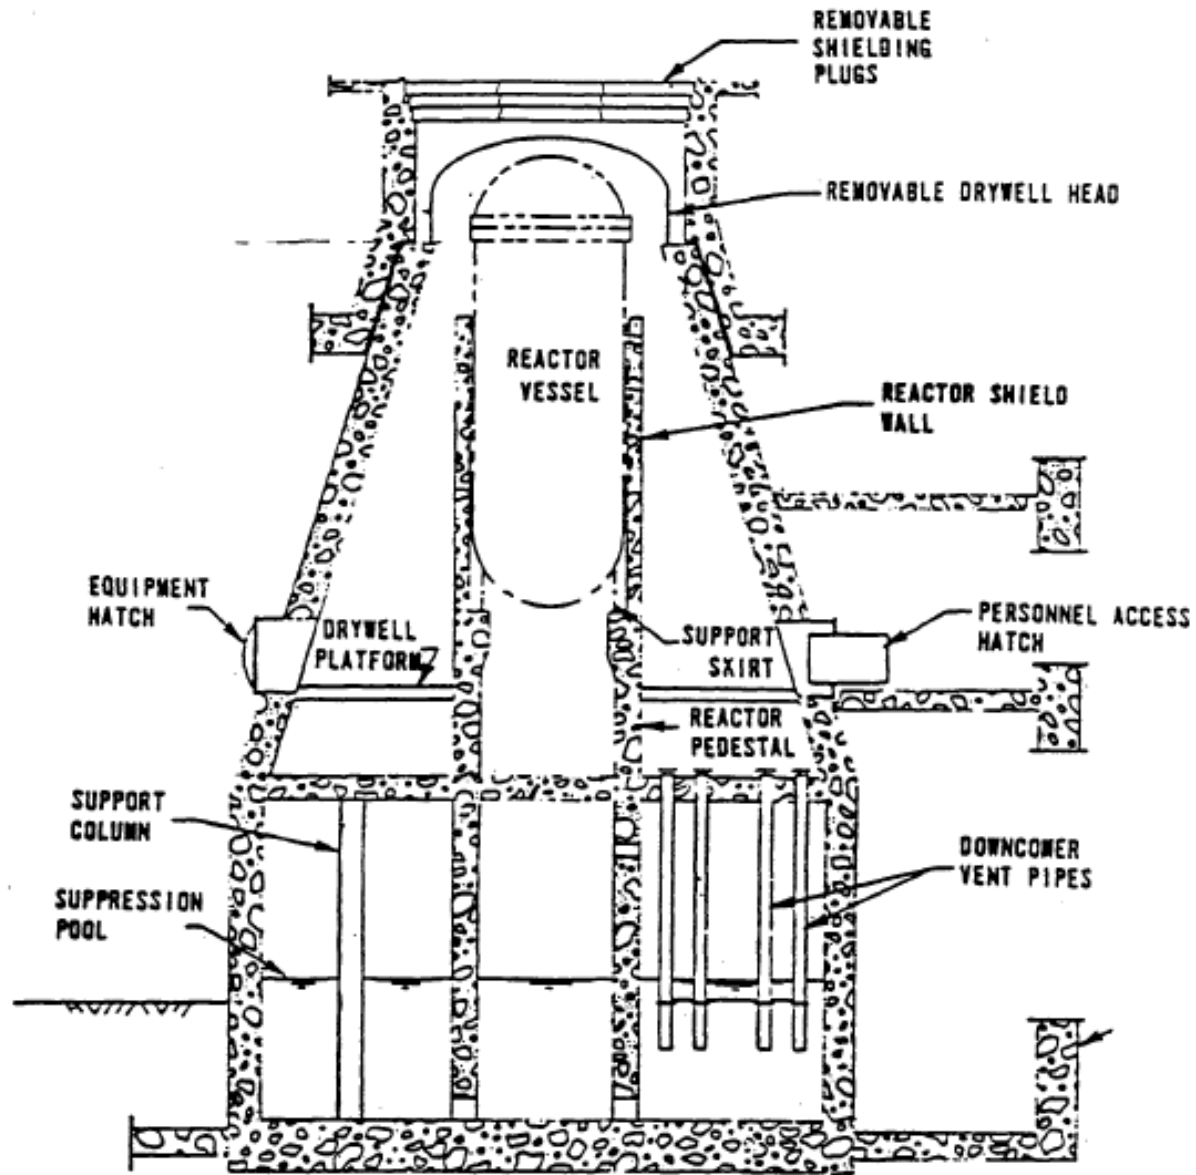 REMOVABLE
SHIELDING
PLUGS
REMOVABLE DRYWELL HEAD
REACTOR
VESSEL
REACTOR SHIELD
WALL
EQUIPMENT
HATCH
DRYWELL
PLATFORM
SUPPORT
SKIRT
PERSONNEL ACCESS
HATCH
REACTOR
PEDESTAL
SUPPORT
COLUMN
DOWNCOMER
VENT PIPES
SUPPRESSION
POOL